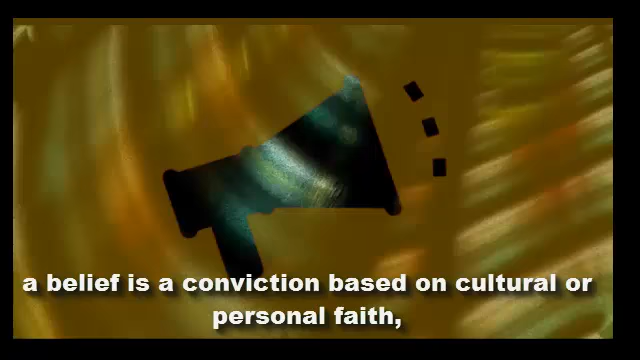 a belief is a conviction based on cultural or
personal faith,